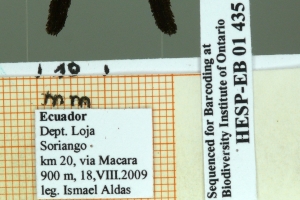 10
mm
Ecuador
Dept. Loja
Soriango
km 20, via Macara
900 m, 18,VIII.2009
leg. Ismael Aldas
Sequenced for Barcoding at
Biodiversity Institute of Ontario
HESP-EB 01 435